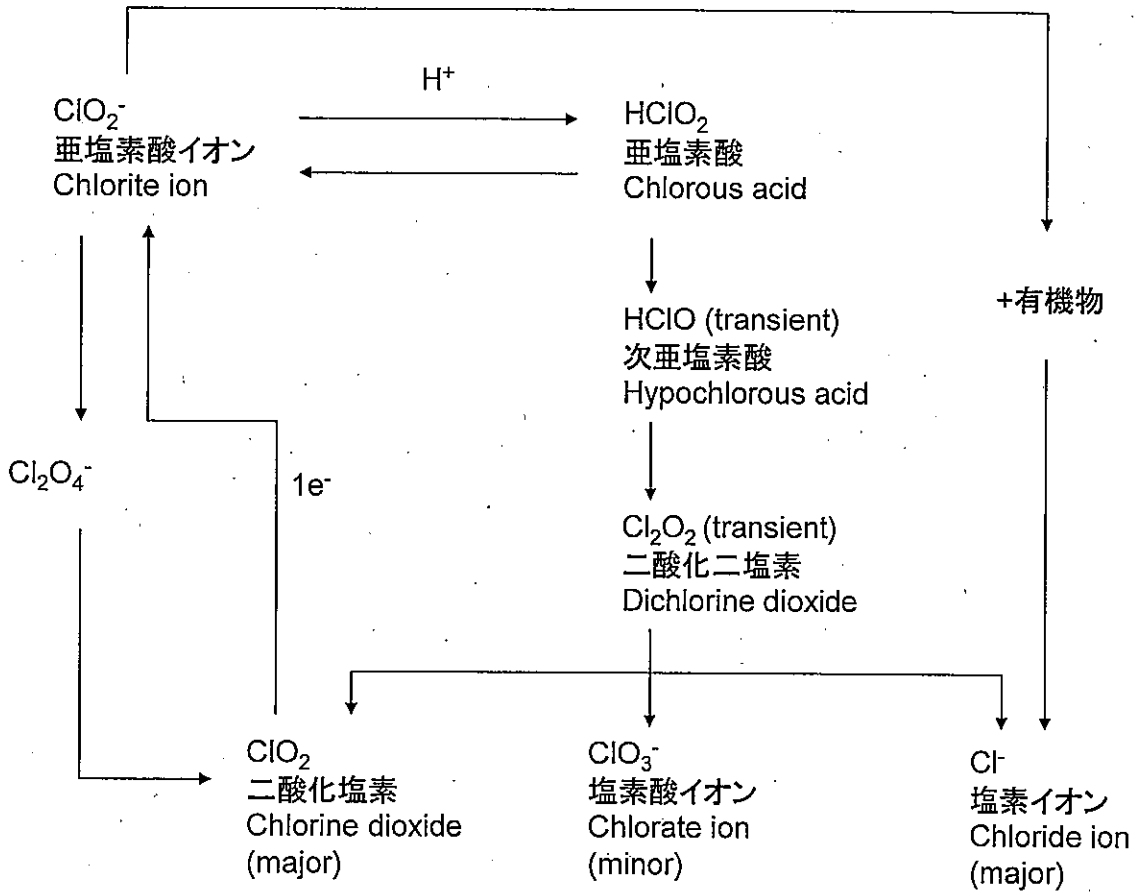 H⁺
ClO₂⁻
亜塩素酸イオン
Chlorite ion
HClO₂
亜塩素酸
Chlorous acid
+有機物
HClO (transient)
次亜塩素酸
Hypochlorous acid
Cl₂O₄⁻
1e⁻
Cl₂O₂ (transient)
二酸化二塩素
Dichlorine dioxide
ClO₂
二酸化塩素
Chlorine dioxide
(major)
ClO₃⁻
塩素酸イオン
Chlorate ion
(minor)
Cl⁻
塩素イオン
Chloride ion
(major)